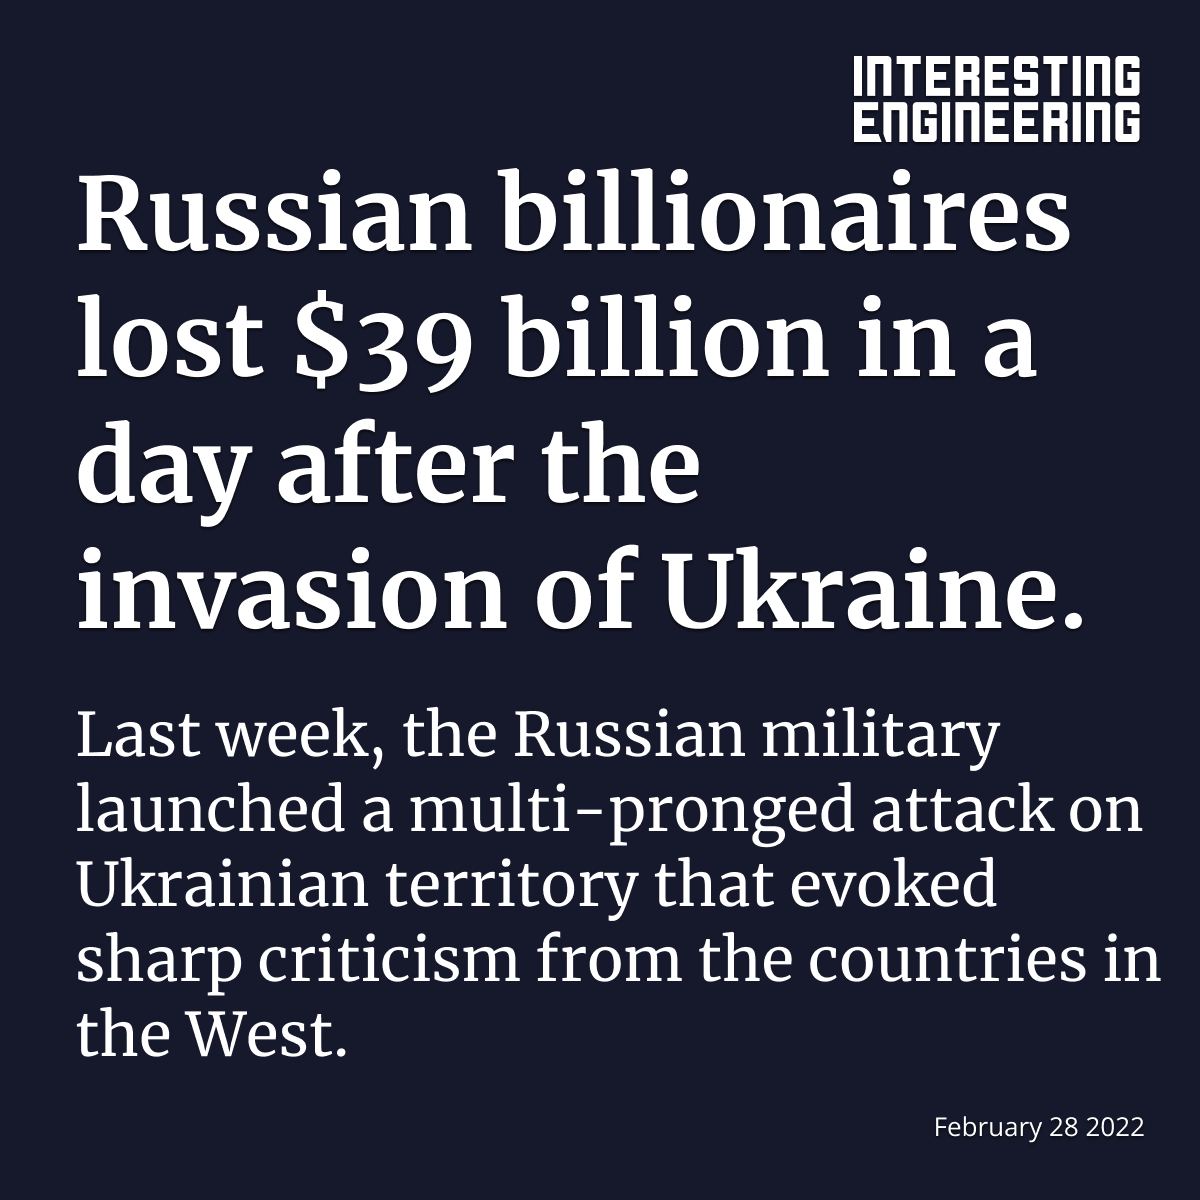 INTERESTING
ENGINEERING
Russian billionaires
lost $39 billion in a
day after the
invasion of Ukraine.
Last week, the Russian military
launched a multi-pronged attack on
Ukrainian territory that evoked
sharp criticism from the countries in
the West.
February 28 2022